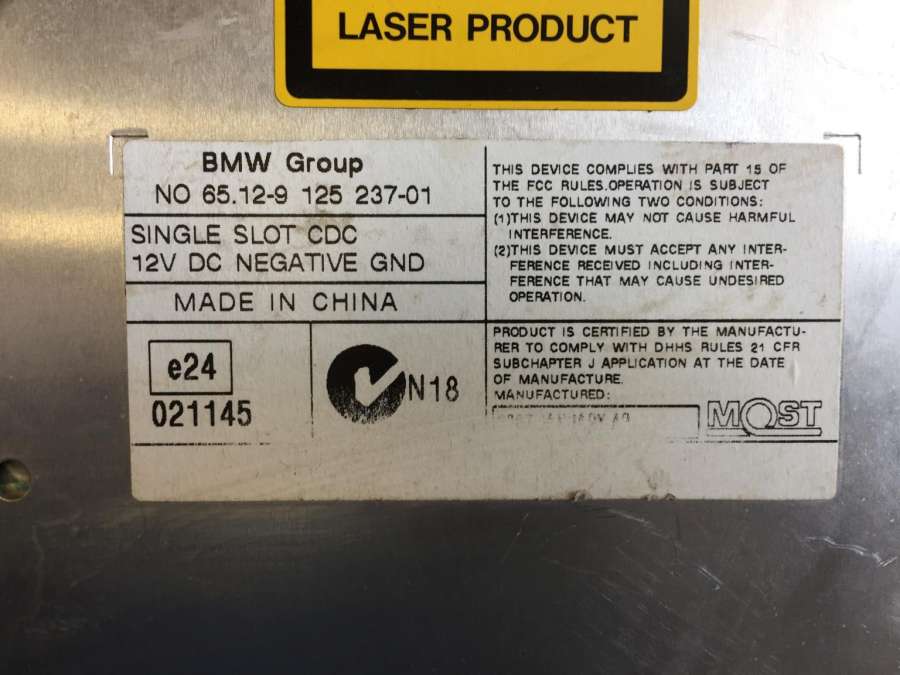 LASER PRODUCT
BMW Group
NO 65.12-9 125 237-01
SINGLE SLOT CDC
12V DC NEGATIVE GND
MADE IN CHINA
e24
021145
N18
THIS DEVICE COMPLIES WITH PART 15 OF
THE FCC RULES.OPERATION IS SUBJECT
TO THE FOLLOWING TWO CONDITIONS:
(1)THIS DEVICE MAY NOT CAUSE HARMFUL
INTERFERENCE.
(2)THIS DEVICE MUST ACCEPT ANY INTER-
FERENCE RECEIVED INCLUDING INTER-
FERENCE THAT MAY CAUSE UNDESIRED
OPERATION.
PRODUCT IS CERTIFIED BY THE MANUFACTU-
RER TO COMPLY WITH DHHS RULES 21 CFR
SUBCHAPTER J APPLICATION AT THE DATE
OF MANUFACTURE.
MANUFACTURED:
MOST